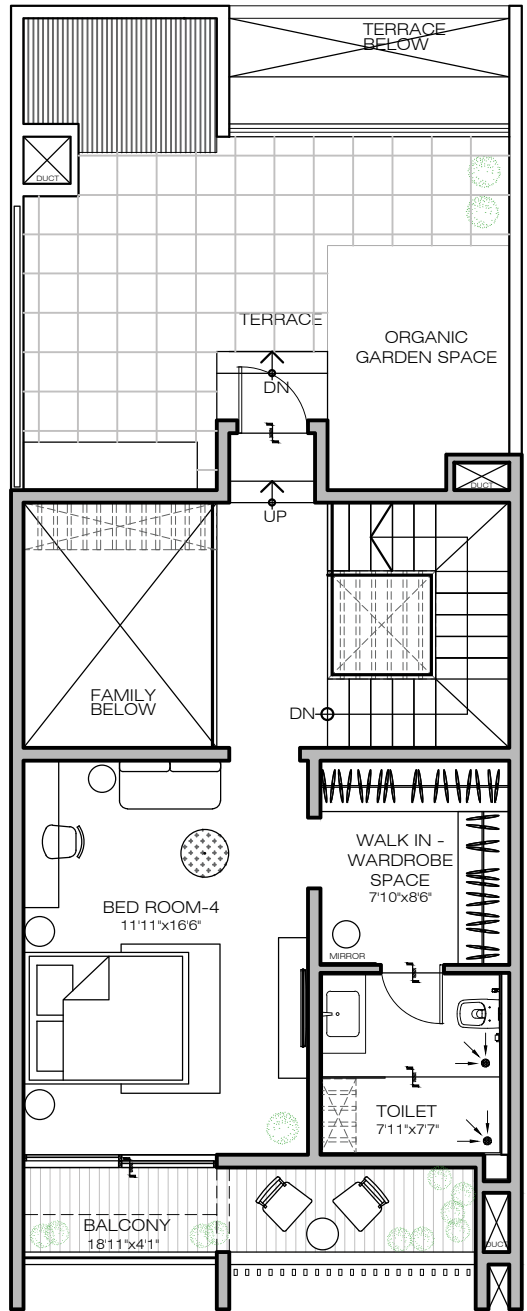 TERRACE
BELOW
DUCT
TERRACE
ORGANIC
GARDEN SPACE
DN
DUCT
UP
FAMILY
BELOW
DN
WALK IN -
WARDROBE
SPACE
7'10"x8'6"
BED ROOM-4
11'11"x16'6"
MIRROR
TOILET
7'11"x7'7"
BALCONY
18'11"x4'1"
DUCT